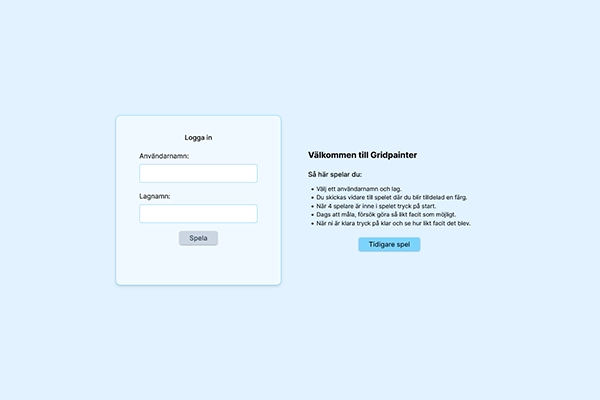 Logga in
Användarnamn:
Lagnamn:
Spela
Välkommen till Gridpainter
Så här spelar du:
• Välj ett användarnamn och lag.
• Du skickas vidare till spelet där du blir tilldelad en färg.
• När 4 spelare är inne i spelet tryck på start.
• Dags att måla, försök göra så likt facit som möjligt.
• När ni är klara tryck på klar och se hur likt facit det blev.
Tidigare spel